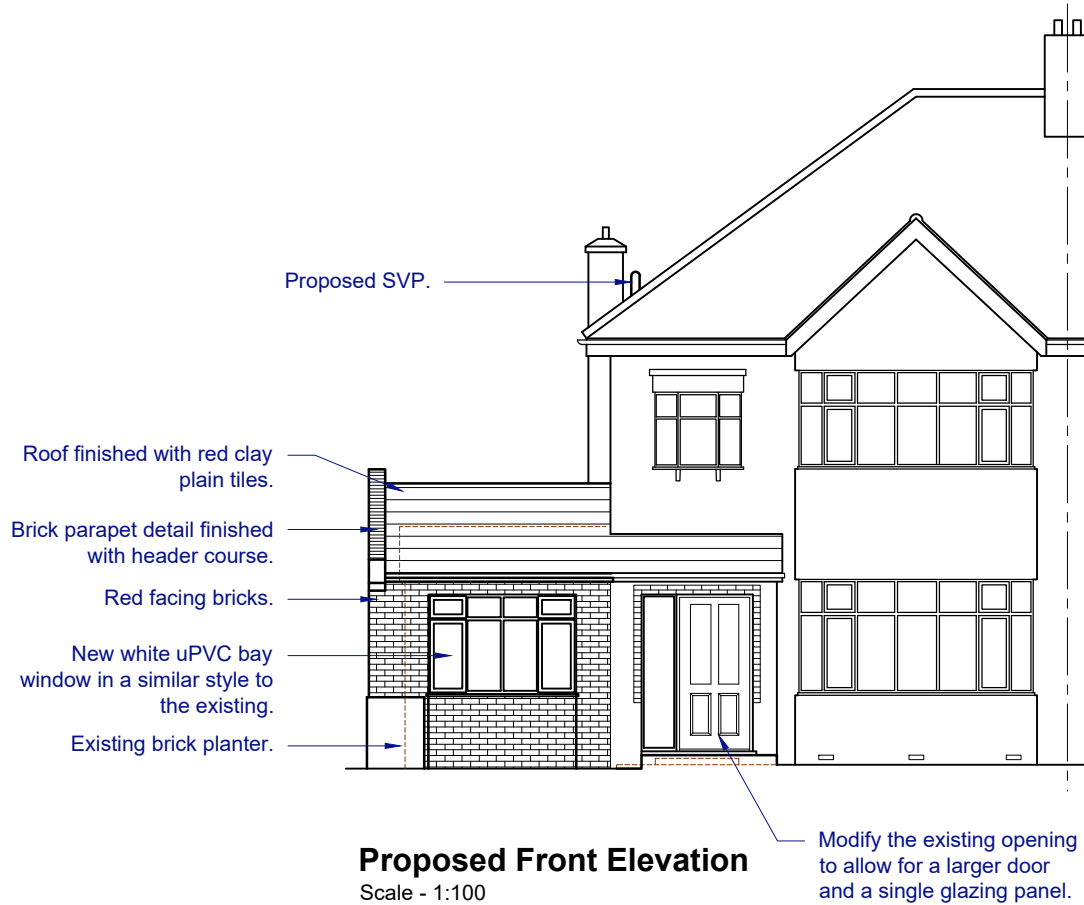 Proposed SVP.
Roof finished with red clay
plain tiles.
Brick parapet detail finished
with header course.
Red facing bricks.
New white uPVC bay
window in a similar style to
the existing.
Existing brick planter.
Modify the existing opening
to allow for a larger door
and a single glazing panel.
Proposed Front Elevation
Scale - 1:100